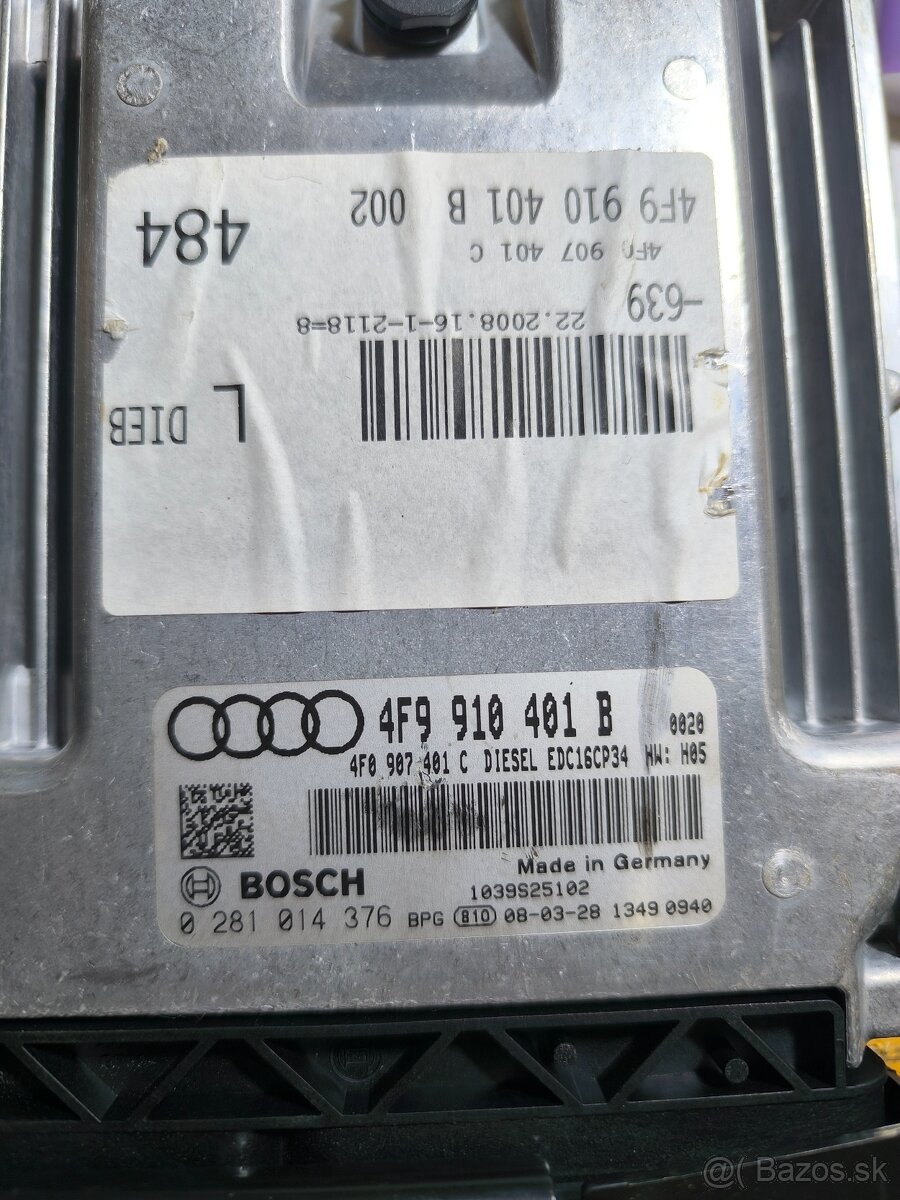 4F9 910 401 B 002
484
4F0 907 401 C
-639
22.2008.16-1-2118=8
L DIEB
4F9 910 401 B 0020
4F0 907 401 C DIESEL EDC16CP34 HW: H05
Made in Germany
BOSCH
1039S25102
0 281 014 376 BPG 810 08-03-28 1349 0940
@( Bazos.sk